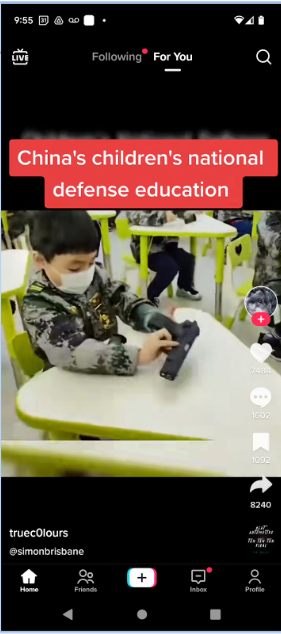 9:55
LIVE
Following For You
China's children's national
defense education
2484
1602
1092
8240
truec0lours
@simonbrisbane
Home Friends Inbox Profile